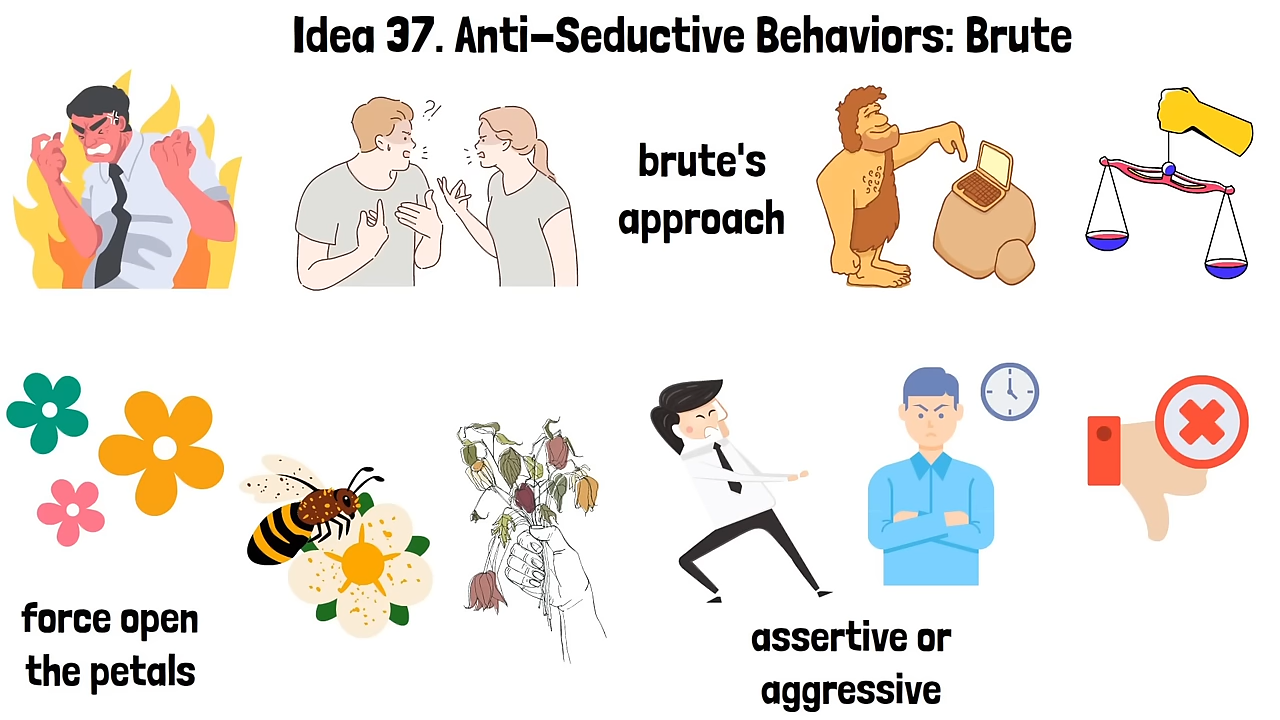 Idea 37. Anti-Seductive Behaviors: Brute
?!
brute's
approach
force open
the petals
assertive or
aggressive